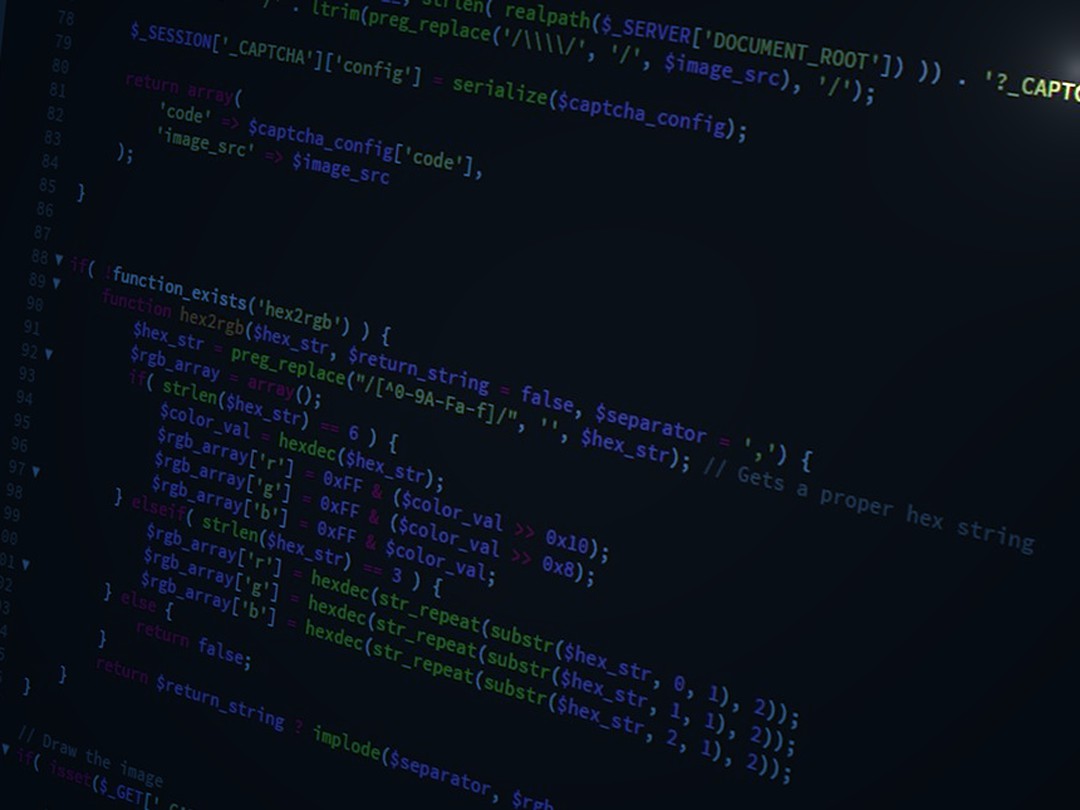 strlen( realpath($_SERVER['DOCUMENT_ROOT']) )) . '?_CAPTC
78 . ltrim(preg_replace('/\\\\/', '/', $image_src), '/');
79 $_SESSION['_CAPTCHA']['config'] = serialize($captcha_config);
80
81 return array(
82 'code' => $captcha_config['code'],
83 'image_src' => $image_src
84 );
85 }
86
87
88 if( !function_exists('hex2rgb') ) {
89 function hex2rgb($hex_str, $return_string = false, $separator = ',') {
90 $hex_str = preg_replace("/[^0-9A-Fa-f]/", '', $hex_str); // Gets a proper hex string
91 $rgb_array = array();
92 if( strlen($hex_str) == 6 ) {
93 $color_val = hexdec($hex_str);
94 $rgb_array['r'] = 0xFF & ($color_val >> 0x10);
95 $rgb_array['g'] = 0xFF & ($color_val >> 0x8);
96 $rgb_array['b'] = 0xFF & $color_val;
97 } elseif( strlen($hex_str) == 3 ) {
98 $rgb_array['r'] = hexdec(str_repeat(substr($hex_str, 0, 1), 2));
99 $rgb_array['g'] = hexdec(str_repeat(substr($hex_str, 1, 1), 2));
00 $rgb_array['b'] = hexdec(str_repeat(substr($hex_str, 2, 1), 2));
01 } else {
02 return false;
03 }
4 return $return_string ? implode($separator, $rgb
5 }
}
// Draw the image
if( isset($_GET['